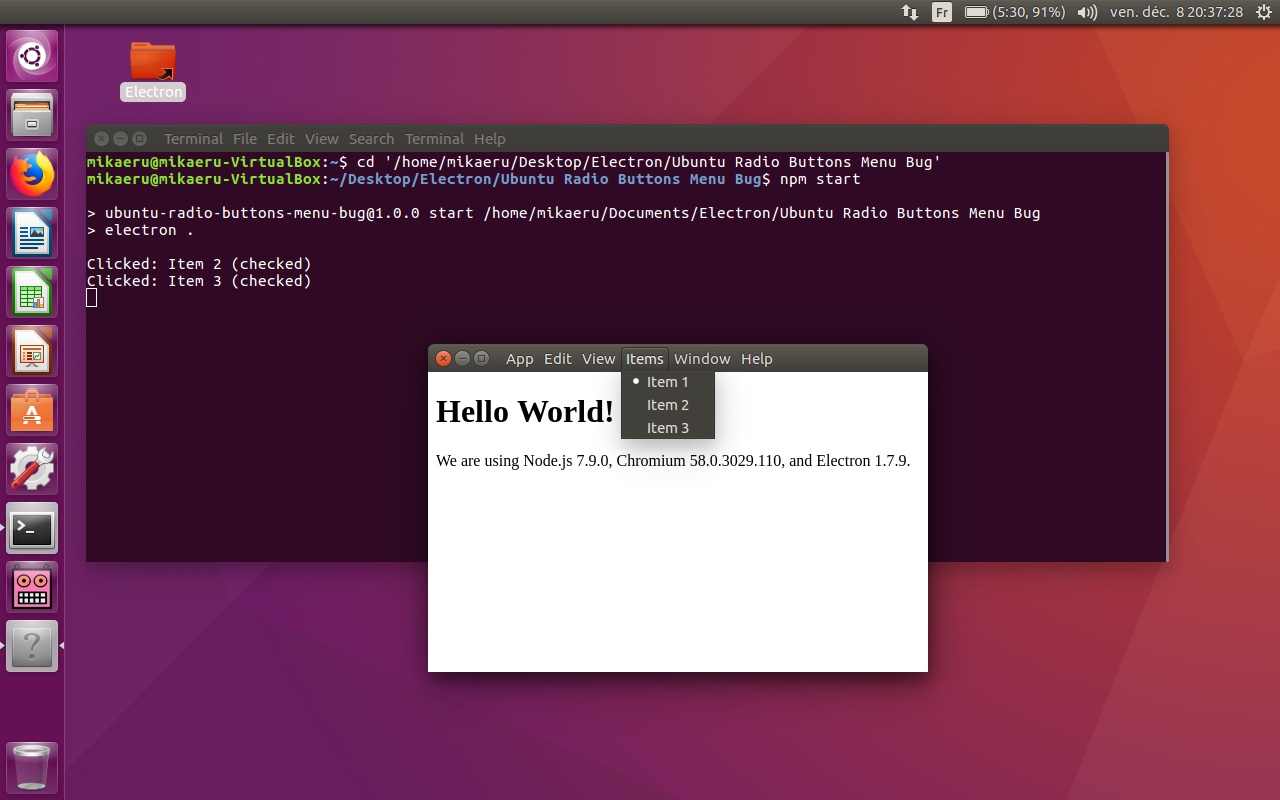 Fr (5:30, 91%) ven. déc. 8 20:37:28
Electron
Terminal File Edit View Search Terminal Help
mikaeru@mikaeru-VirtualBox:~$ cd '/home/mikaeru/Desktop/Electron/Ubuntu Radio Buttons Menu Bug'
mikaeru@mikaeru-VirtualBox:~/Desktop/Electron/Ubuntu Radio Buttons Menu Bug$ npm start
> ubuntu-radio-buttons-menu-bug@1.0.0 start /home/mikaeru/Documents/Electron/Ubuntu Radio Buttons Menu Bug
> electron .
Clicked: Item 2 (checked)
Clicked: Item 3 (checked)
App Edit View Items Window Help
Item 1
Item 2
Item 3
Hello World!
We are using Node.js 7.9.0, Chromium 58.0.3029.110, and Electron 1.7.9.